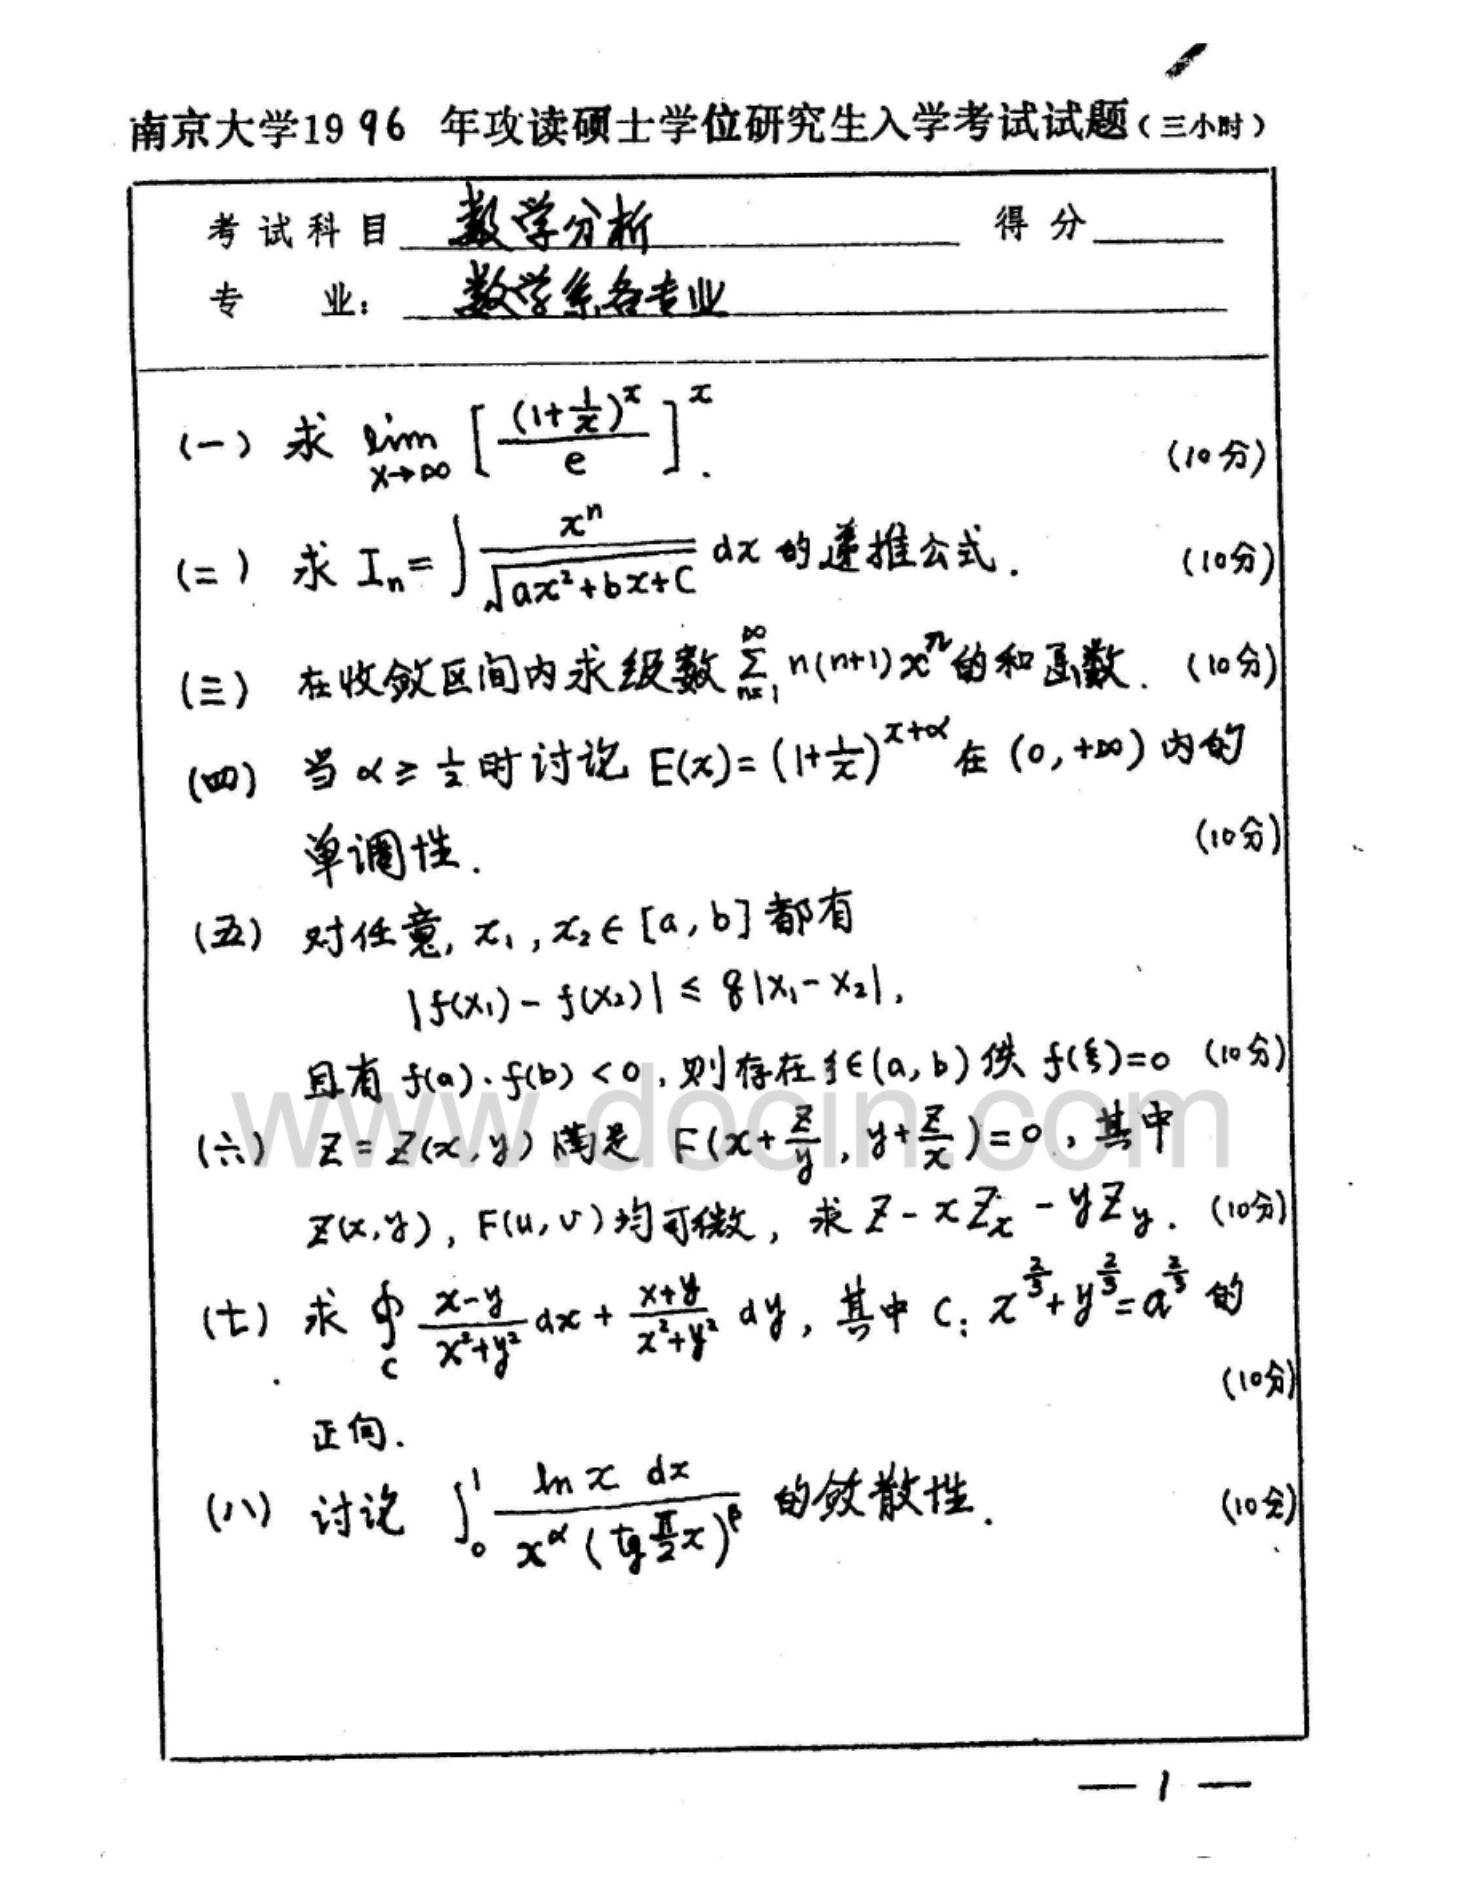 南京大学1996 年攻读硕士学位研究生入学考试试题(三小时)
考试科目 数学分析 得分
专 业: 数学系各专业
(一) 求 lim_{x→∞} [ (1+1/x)^x / e ]^x. (10分)
(二) 求 I_n = ∫ x^n / √(ax²+bx+c) dx 的递推公式. (10分)
(三) 在收敛区间内求级数 ∑_{n=1}^{∞} n(n+1)x^n 的和函数. (10分)
(四) 当 α ≥ 1/2 时讨论 E(x)=(1+1/x)^{x+α} 在 (0,+∞) 内的
单调性. (10分)
(五) 对任意, x₁, x₂ ∈ [a, b] 都有
|f(x₁) - f(x₂)| ≤ q|x₁ - x₂|,
且有 f(a)·f(b) < 0, 则存在 ξ∈(a, b) 使 f(ξ)=0 (10分)
(六) Z = Z(x, y) 满足 F(x+z/y, y+z/x)=0, 其中
Z(x,y), F(u, v) 均可微, 求 Z - xZ_x - yZ_y. (10分)
(七) 求 ∮_C (x-y)/(x²+y²) dx + (x+y)/(x²+y²) dy, 其中 C: x^{2/3}+y^{2/3}=a^{2/3} 的
(10分)
正向.
(八) 讨论 ∫_0^1 ln x dx / (x^α (tg π/2 x)^β) 的敛散性. (10分)
— 1 —
www.docin.com